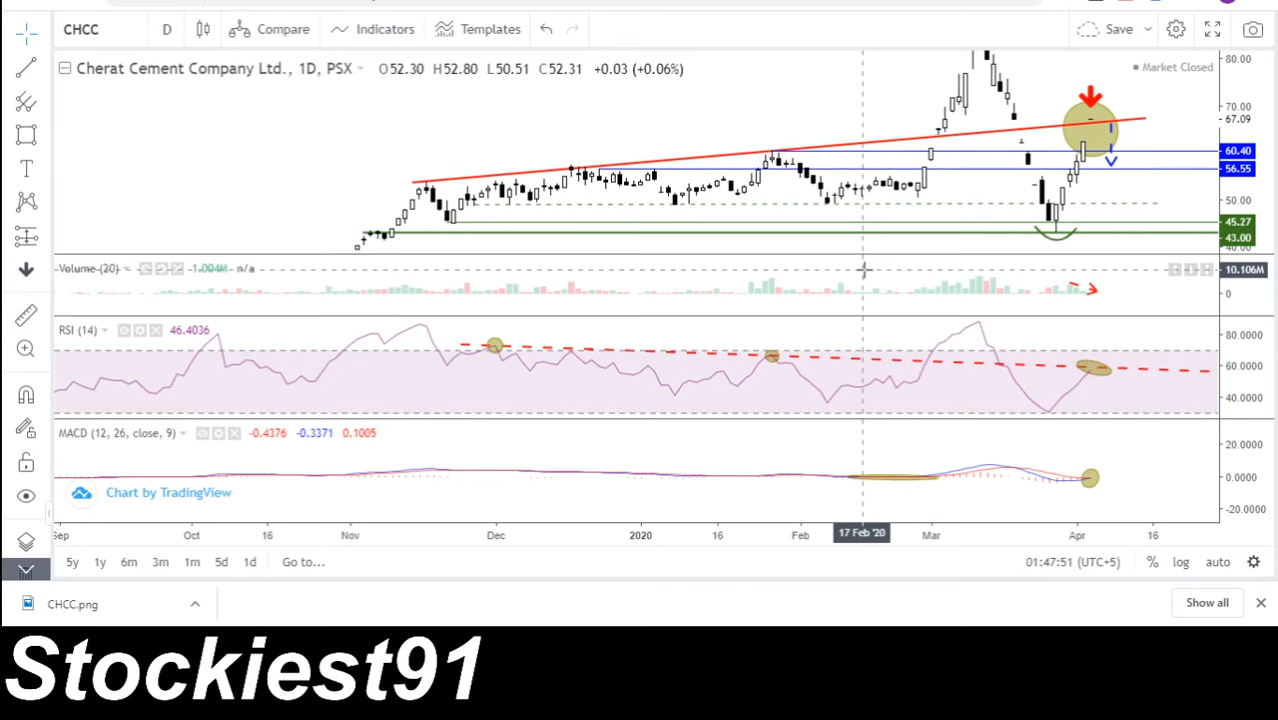 CHCC D Compare Indicators Templates Save
Cherat Cement Company Ltd., 1D, PSX O52.30 H52.80 L50.51 C52.31 +0.03 (+0.06%)
Market Closed
80.00
70.00
67.09
60.40
56.55
50.00
45.27
43.00
40.00
Volume (20) 1.004M n/a
10.106M
0
RSI (14) 46.4036
80.0000
60.0000
40.0000
MACD (12, 26, close, 9) -0.4376 -0.3371 0.1005
20.0000
0.0000
-20.0000
Chart by TradingView
Sep Oct 16 Nov Dec 2020 16 Feb 17 Feb '20 Mar Apr 16
5y 1y 6m 3m 1m 5d 1d Go to... 01:47:51 (UTC+5) % log auto
CHCC.png Show all
Stockiest91